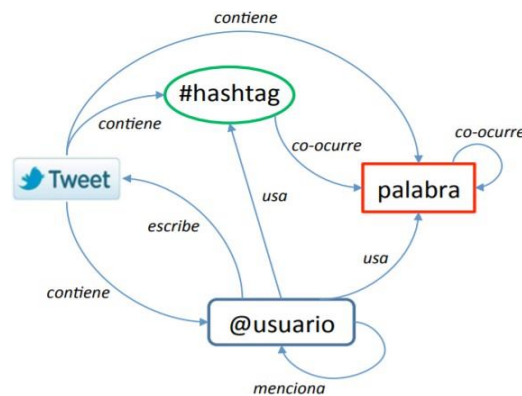 contiene
#hashtag
contiene
co-ocurre
co-ocurre
Tweet
palabra
usa
escribe
usa
contiene
@usuario
menciona